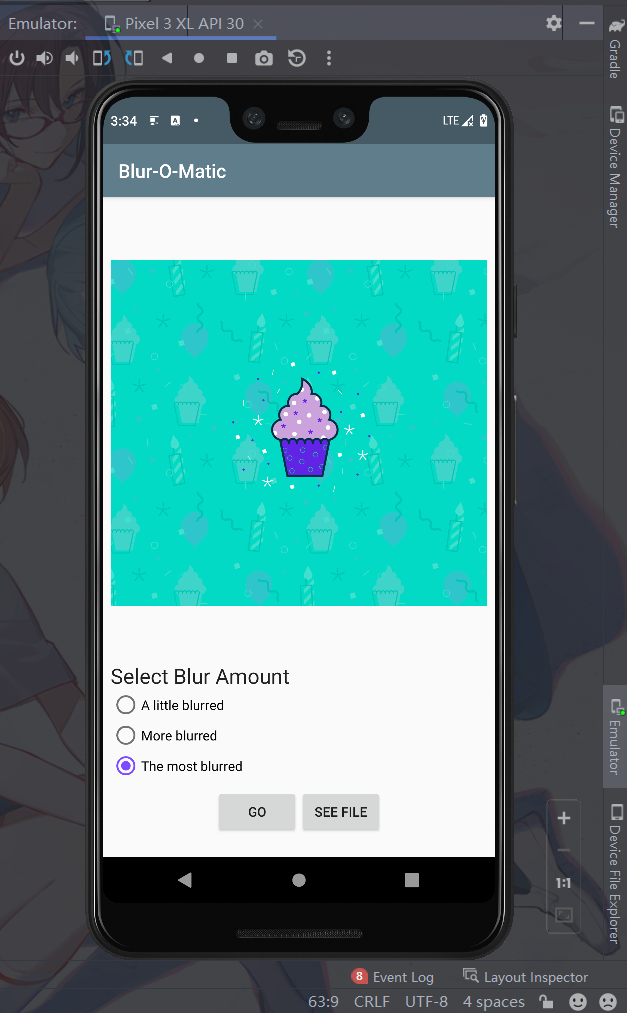 Emulator: Pixel 3 XL API 30
Gradle
Device Manager
3:34 A LTE
Blur-O-Matic
Select Blur Amount
A little blurred
More blurred
The most blurred
GO SEE FILE
Emulator
Device File Explorer
1:1
8 Event Log Layout Inspector
63:9 CRLF UTF-8 4 spaces